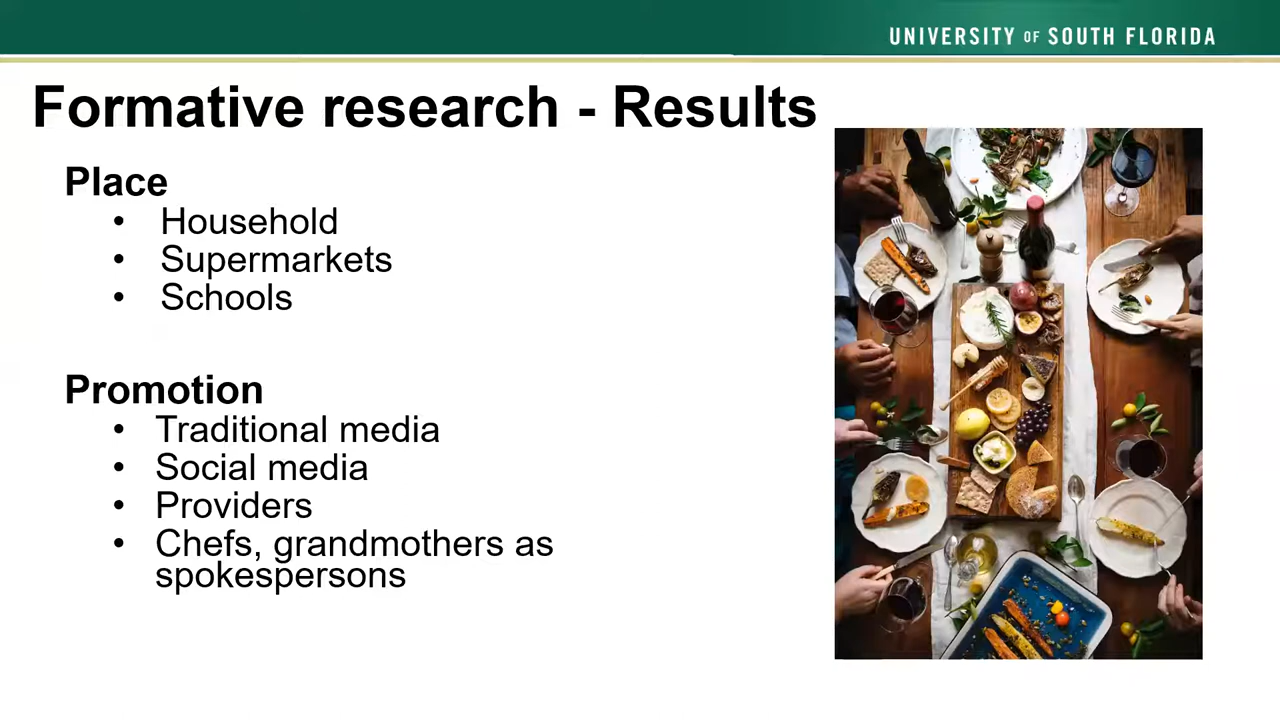 UNIVERSITY OF SOUTH FLORIDA
Formative research - Results
Place
• Household
• Supermarkets
• Schools
Promotion
• Traditional media
• Social media
• Providers
• Chefs, grandmothers as
spokespersons